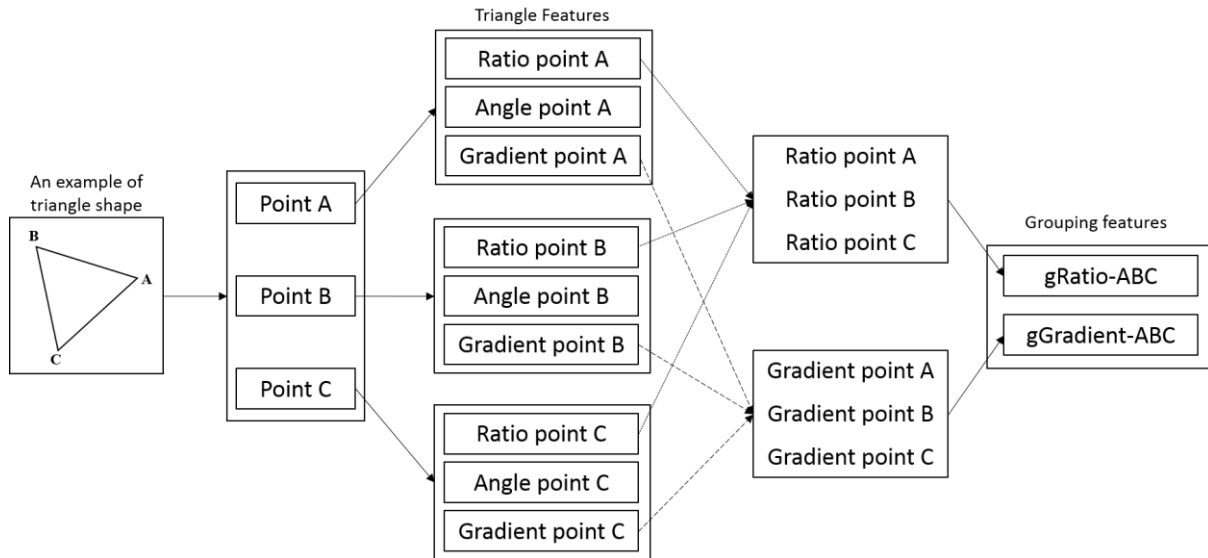 An example of
triangle shape
B
A
C
Point A
Point B
Point C
Triangle Features
Ratio point A
Angle point A
Gradient point A
Ratio point B
Angle point B
Gradient point B
Ratio point C
Angle point C
Gradient point C
Ratio point A
Ratio point B
Ratio point C
Gradient point A
Gradient point B
Gradient point C
Grouping features
gRatio-ABC
gGradient-ABC